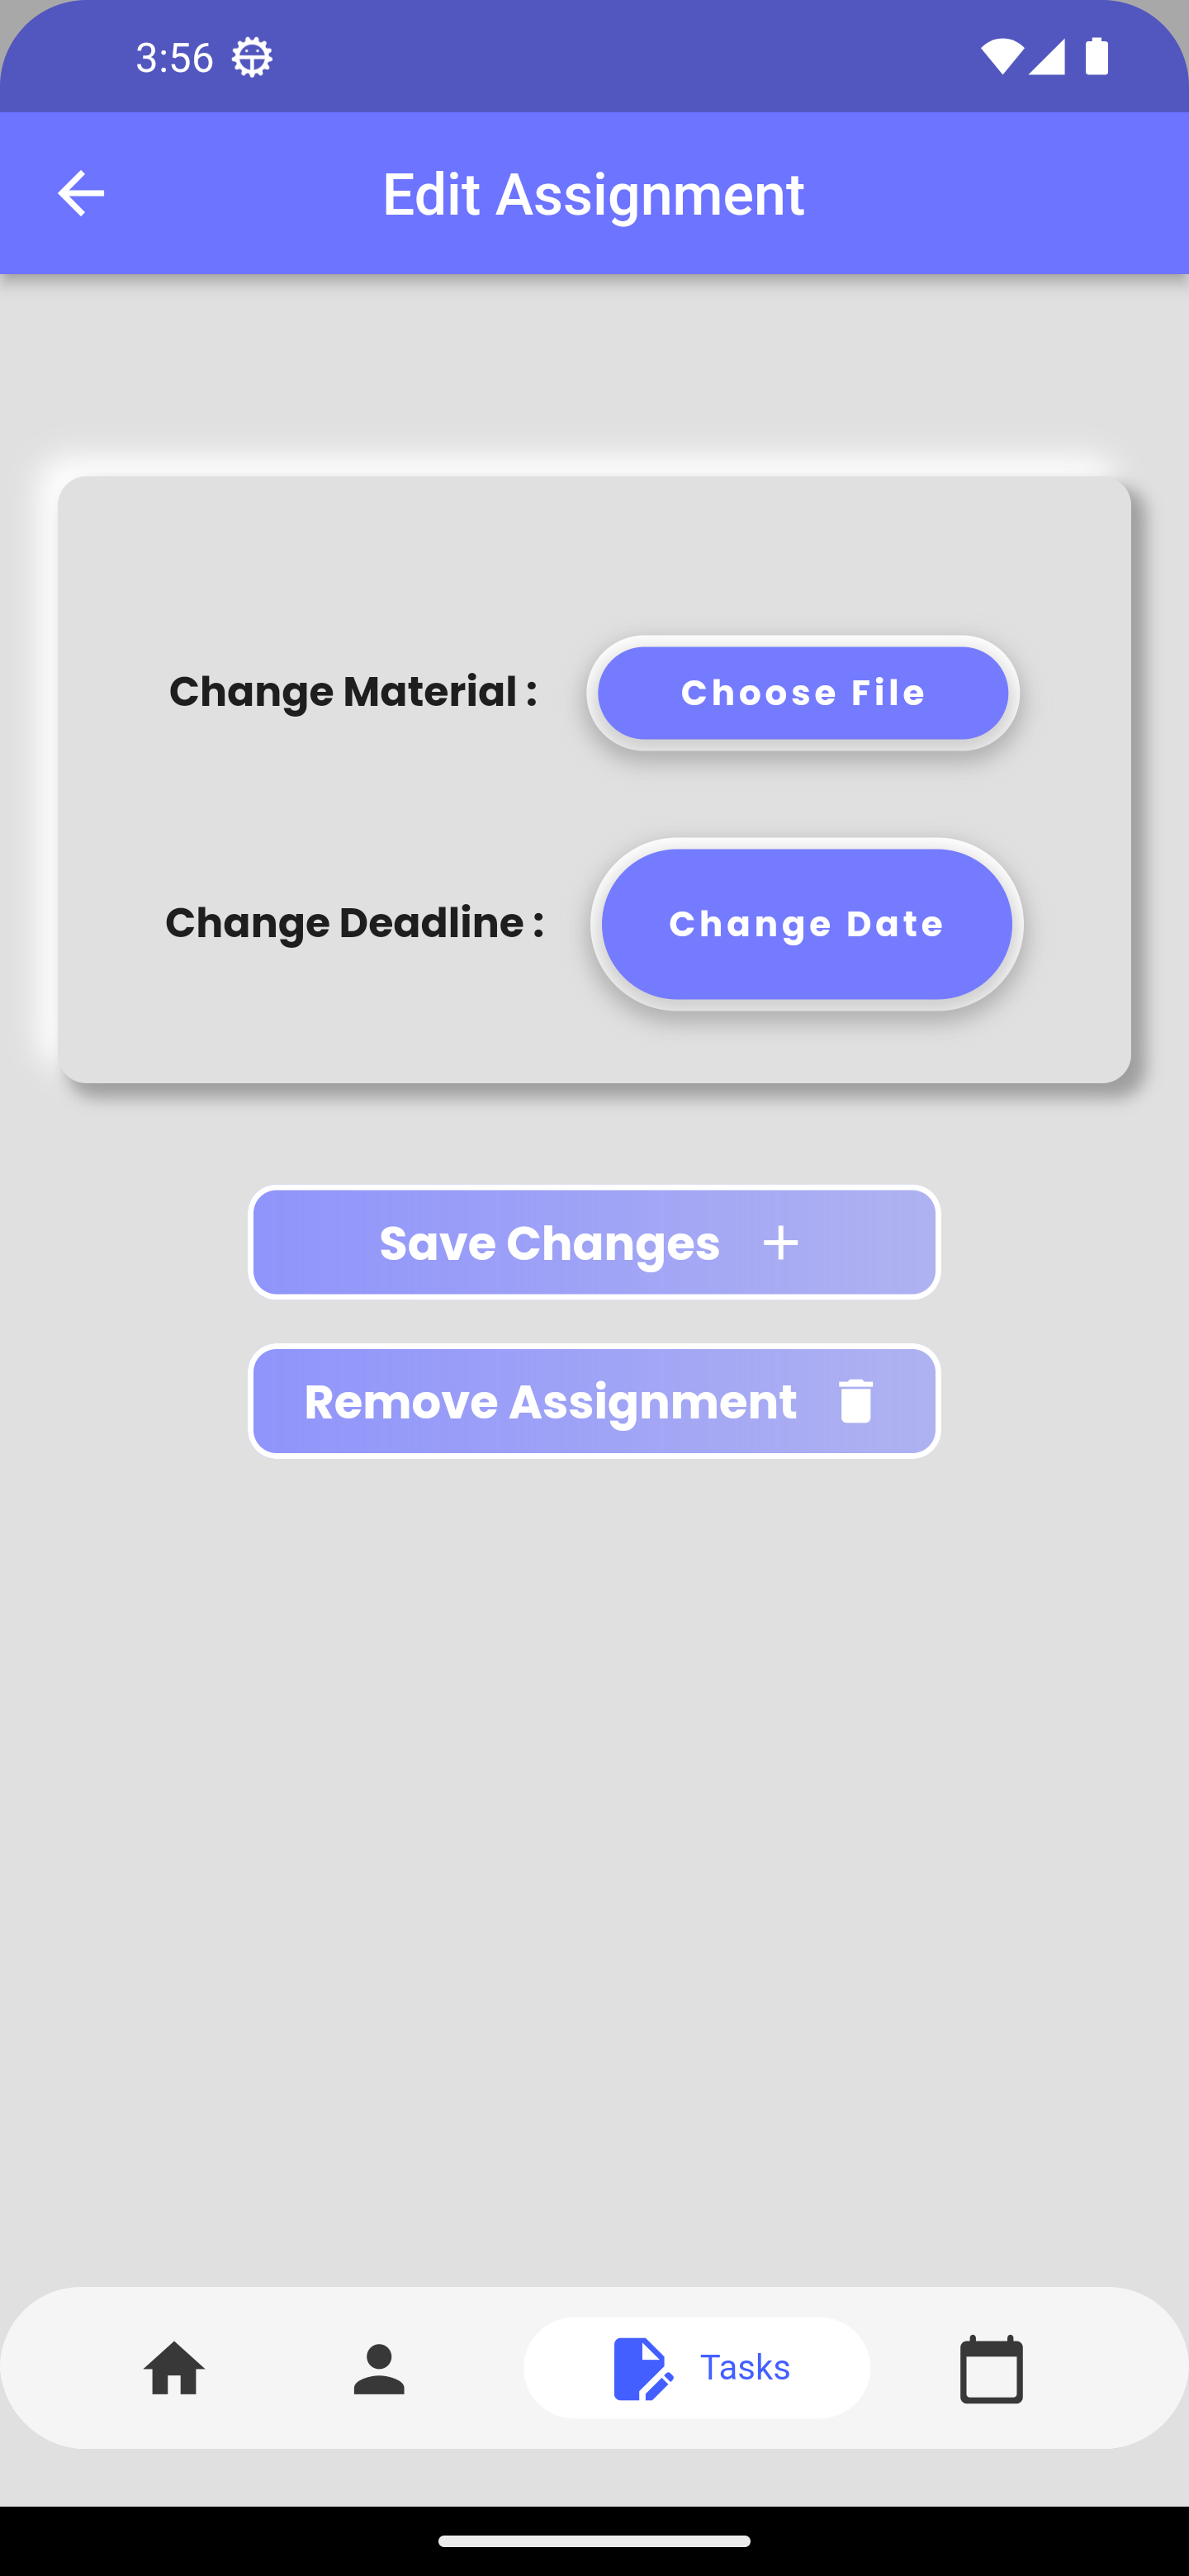 3:56
Edit Assignment
Change Material :
Choose File
Change Deadline :
Change Date
Save Changes
Remove Assignment
Tasks